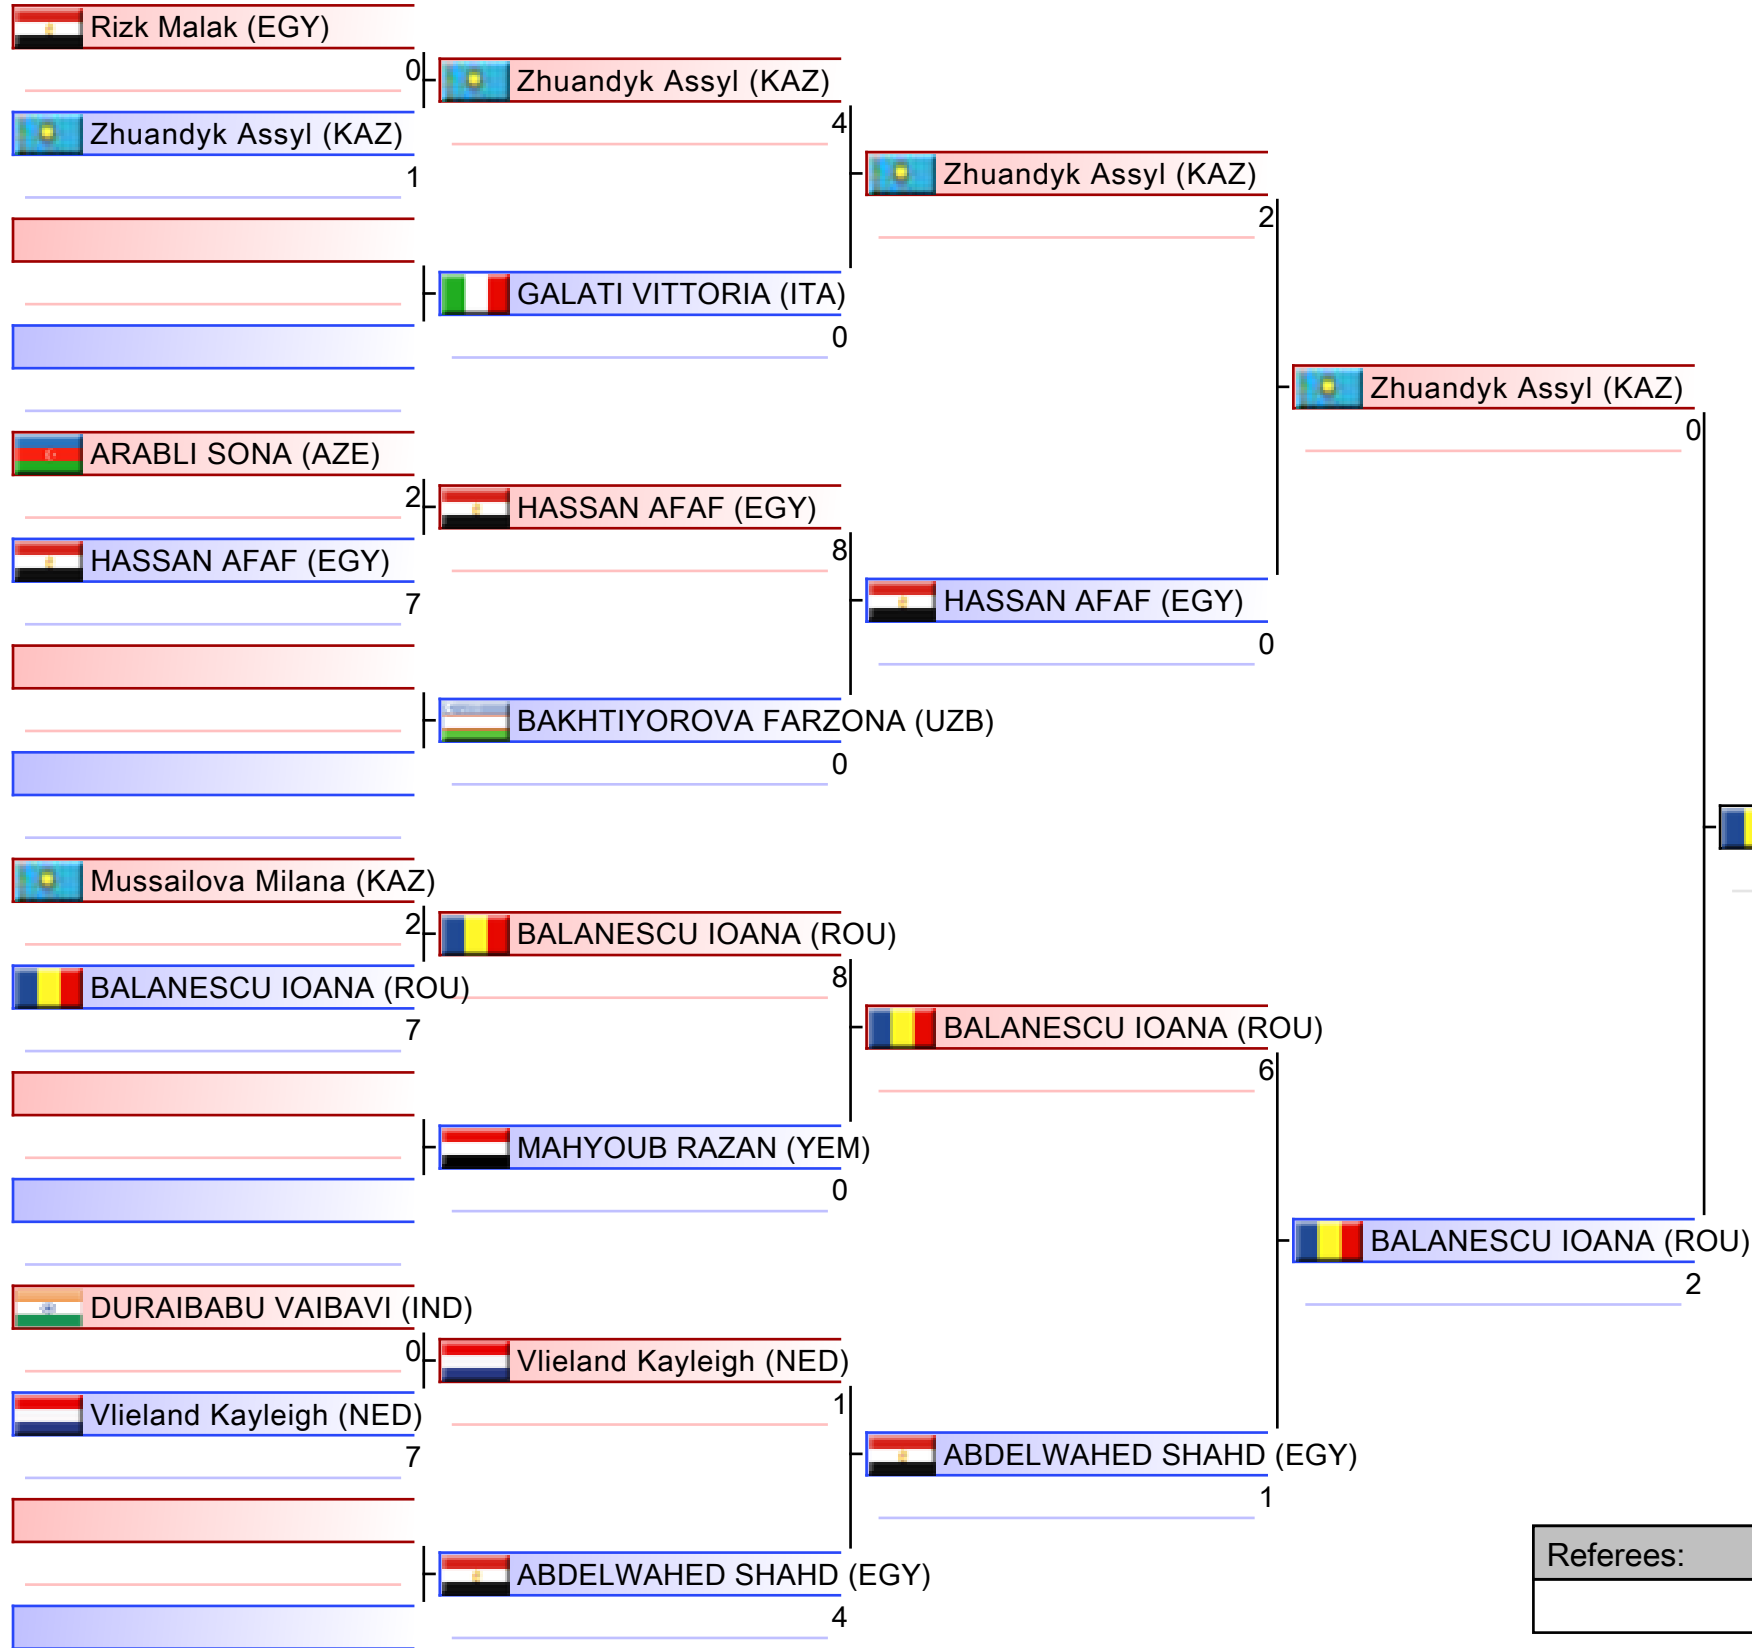 Rizk Malak (EGY)
0
Zhuandyk Assyl (KAZ)
1
ARABLI SONA (AZE)
2
HASSAN AFAF (EGY)
7
Mussailova Milana (KAZ)
2
BALANESCU IOANA (ROU)
7
DURAIBABU VAIBAVI (IND)
0
Vlieland Kayleigh (NED)
7
Zhuandyk Assyl (KAZ)
4
GALATI VITTORIA (ITA)
0
HASSAN AFAF (EGY)
8
BAKHTIYOROVA FARZONA (UZB)
0
BALANESCU IOANA (ROU)
8
MAHYOUB RAZAN (YEM)
0
Vlieland Kayleigh (NED)
1
ABDELWAHED SHAHD (EGY)
4
Zhuandyk Assyl (KAZ)
2
HASSAN AFAF (EGY)
0
BALANESCU IOANA (ROU)
6
ABDELWAHED SHAHD (EGY)
1
Zhuandyk Assyl (KAZ)
0
BALANESCU IOANA (ROU)
2
Referees: